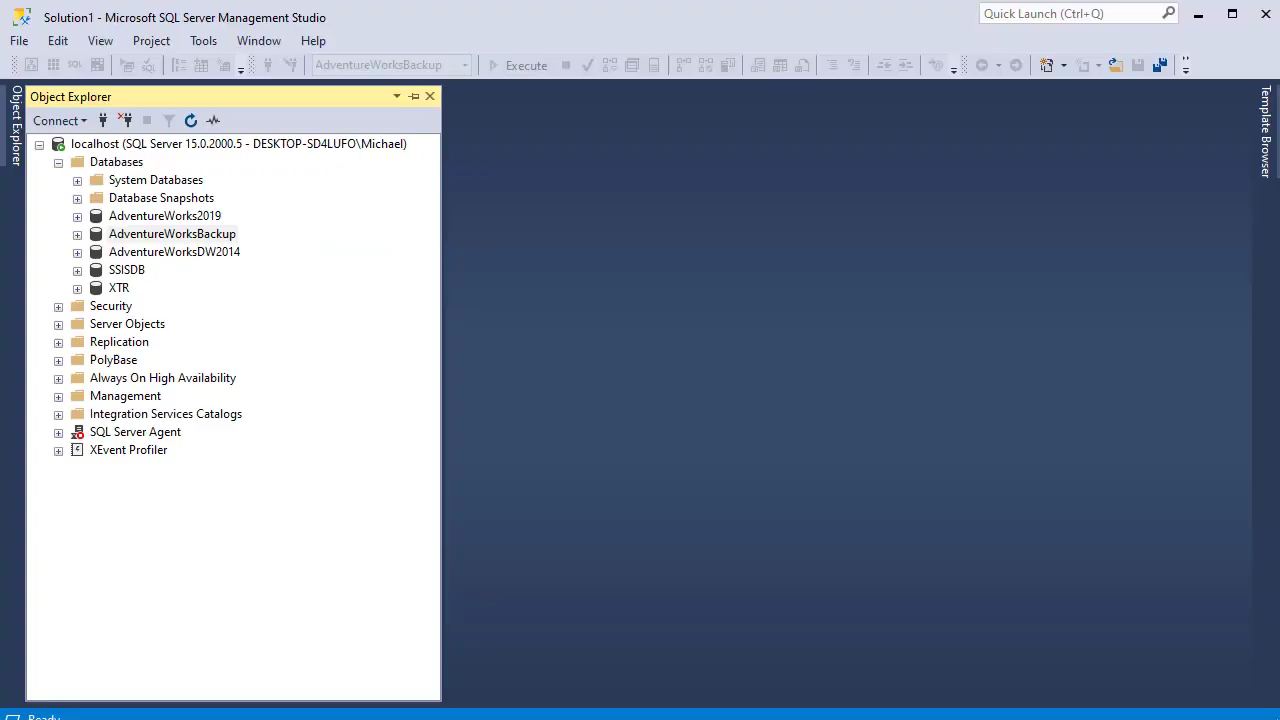 Solution1 - Microsoft SQL Server Management Studio
Quick Launch (Ctrl+Q)
File Edit View Project Tools Window Help
SQL
AdventureWorksBackup
Execute
Object Explorer
Object Explorer
Template Browser
Connect
localhost (SQL Server 15.0.2000.5 - DESKTOP-SD4LUFO\Michael)
Databases
System Databases
Database Snapshots
AdventureWorks2019
AdventureWorksBackup
AdventureWorksDW2014
SSISDB
XTR
Security
Server Objects
Replication
PolyBase
Always On High Availability
Management
Integration Services Catalogs
SQL Server Agent
XEvent Profiler
Ready